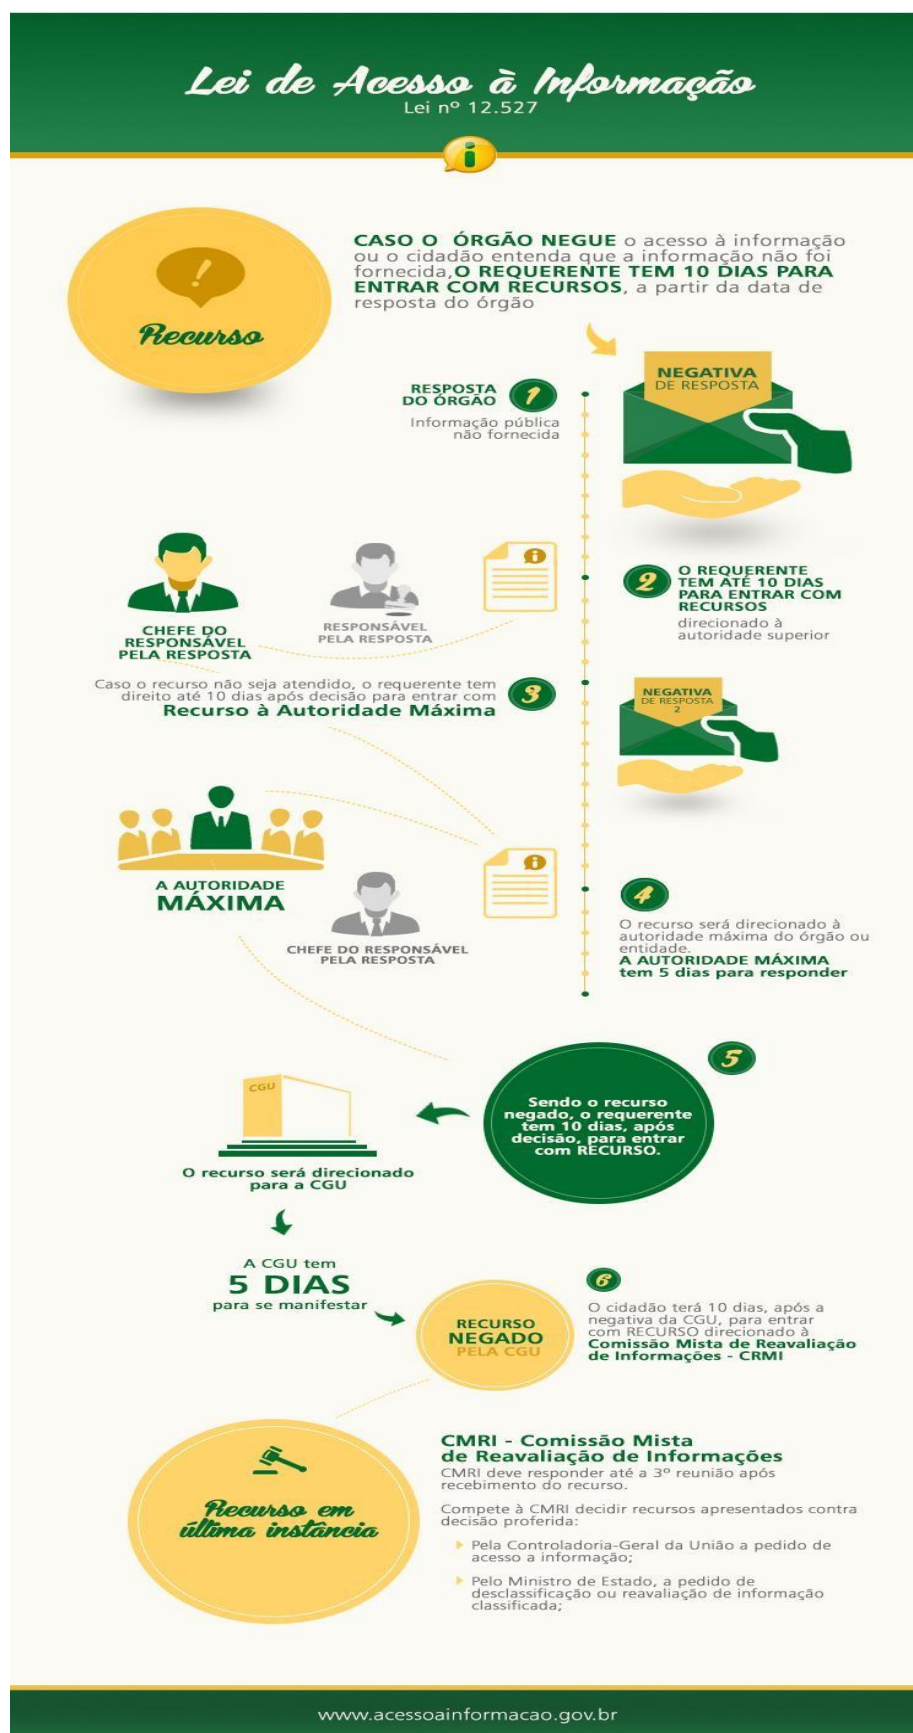 Lei de Acesso à Informação
Lei nº 12.527
i
!
Recurso
CASO O ÓRGÃO NEGUE o acesso à informação
ou o cidadão entenda que a informação não foi
fornecida, O REQUERENTE TEM 10 DIAS PARA
ENTRAR COM RECURSOS, a partir da data de
resposta do órgão
NEGATIVA
DE RESPOSTA
RESPOSTA
DO ÓRGÃO
1
Informação pública
não fornecida
CHEFE DO
RESPONSÁVEL
PELA RESPOSTA
RESPONSÁVEL
PELA RESPOSTA
i
2
O REQUERENTE
TEM ATÉ 10 DIAS
PARA ENTRAR COM
RECURSOS
direcionado à
autoridade superior
Caso o recurso não seja atendido, o requerente tem
direito até 10 dias após decisão para entrar com
Recurso à Autoridade Máxima
3
NEGATIVA
DE RESPOSTA
2
A AUTORIDADE
MÁXIMA
CHEFE DO RESPONSÁVEL
PELA RESPOSTA
i
4
O recurso será direcionado à
autoridade máxima do órgão ou
entidade.
A AUTORIDADE MÁXIMA
tem 5 dias para responder
5
Sendo o recurso
negado, o requerente
tem 10 dias, após
decisão, para entrar
com RECURSO.
CGU
O recurso será direcionado
para a CGU
A CGU tem
5 DIAS
para se manifestar
RECURSO
NEGADO
PELA CGU
6
O cidadão terá 10 dias, após a
negativa da CGU, para entrar
com RECURSO direcionado à
Comissão Mista de Reavaliação
de Informações - CRMI
Recurso em
última instância
CMRI - Comissão Mista
de Reavaliação de Informações
CMRI deve responder até a 3º reunião após
recebimento do recurso.
Compete à CMRI decidir recursos apresentados contra
decisão proferida:
Pela Controladoria-Geral da União a pedido de
acesso a informação;
Pelo Ministro de Estado, a pedido de
desclassificação ou reavaliação de informação
classificada;
www.acessoainformacao.gov.br